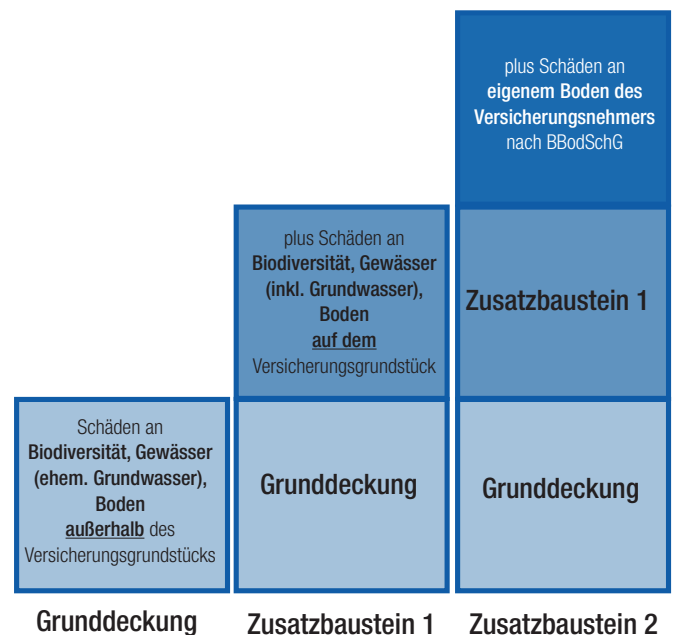 plus Schäden an
eigenem Boden des
Versicherungsnehmers
nach BBodSchG
plus Schäden an
Biodiversität, Gewässer
(inkl. Grundwasser),
Boden
auf dem
Versicherungsgrundstück
Zusatzbaustein 1
Schäden an
Biodiversität, Gewässer
(ehem. Grundwasser),
Boden
außerhalb des
Versicherungsgrundstücks
Grunddeckung
Grunddeckung
Grunddeckung
Zusatzbaustein 1
Zusatzbaustein 2